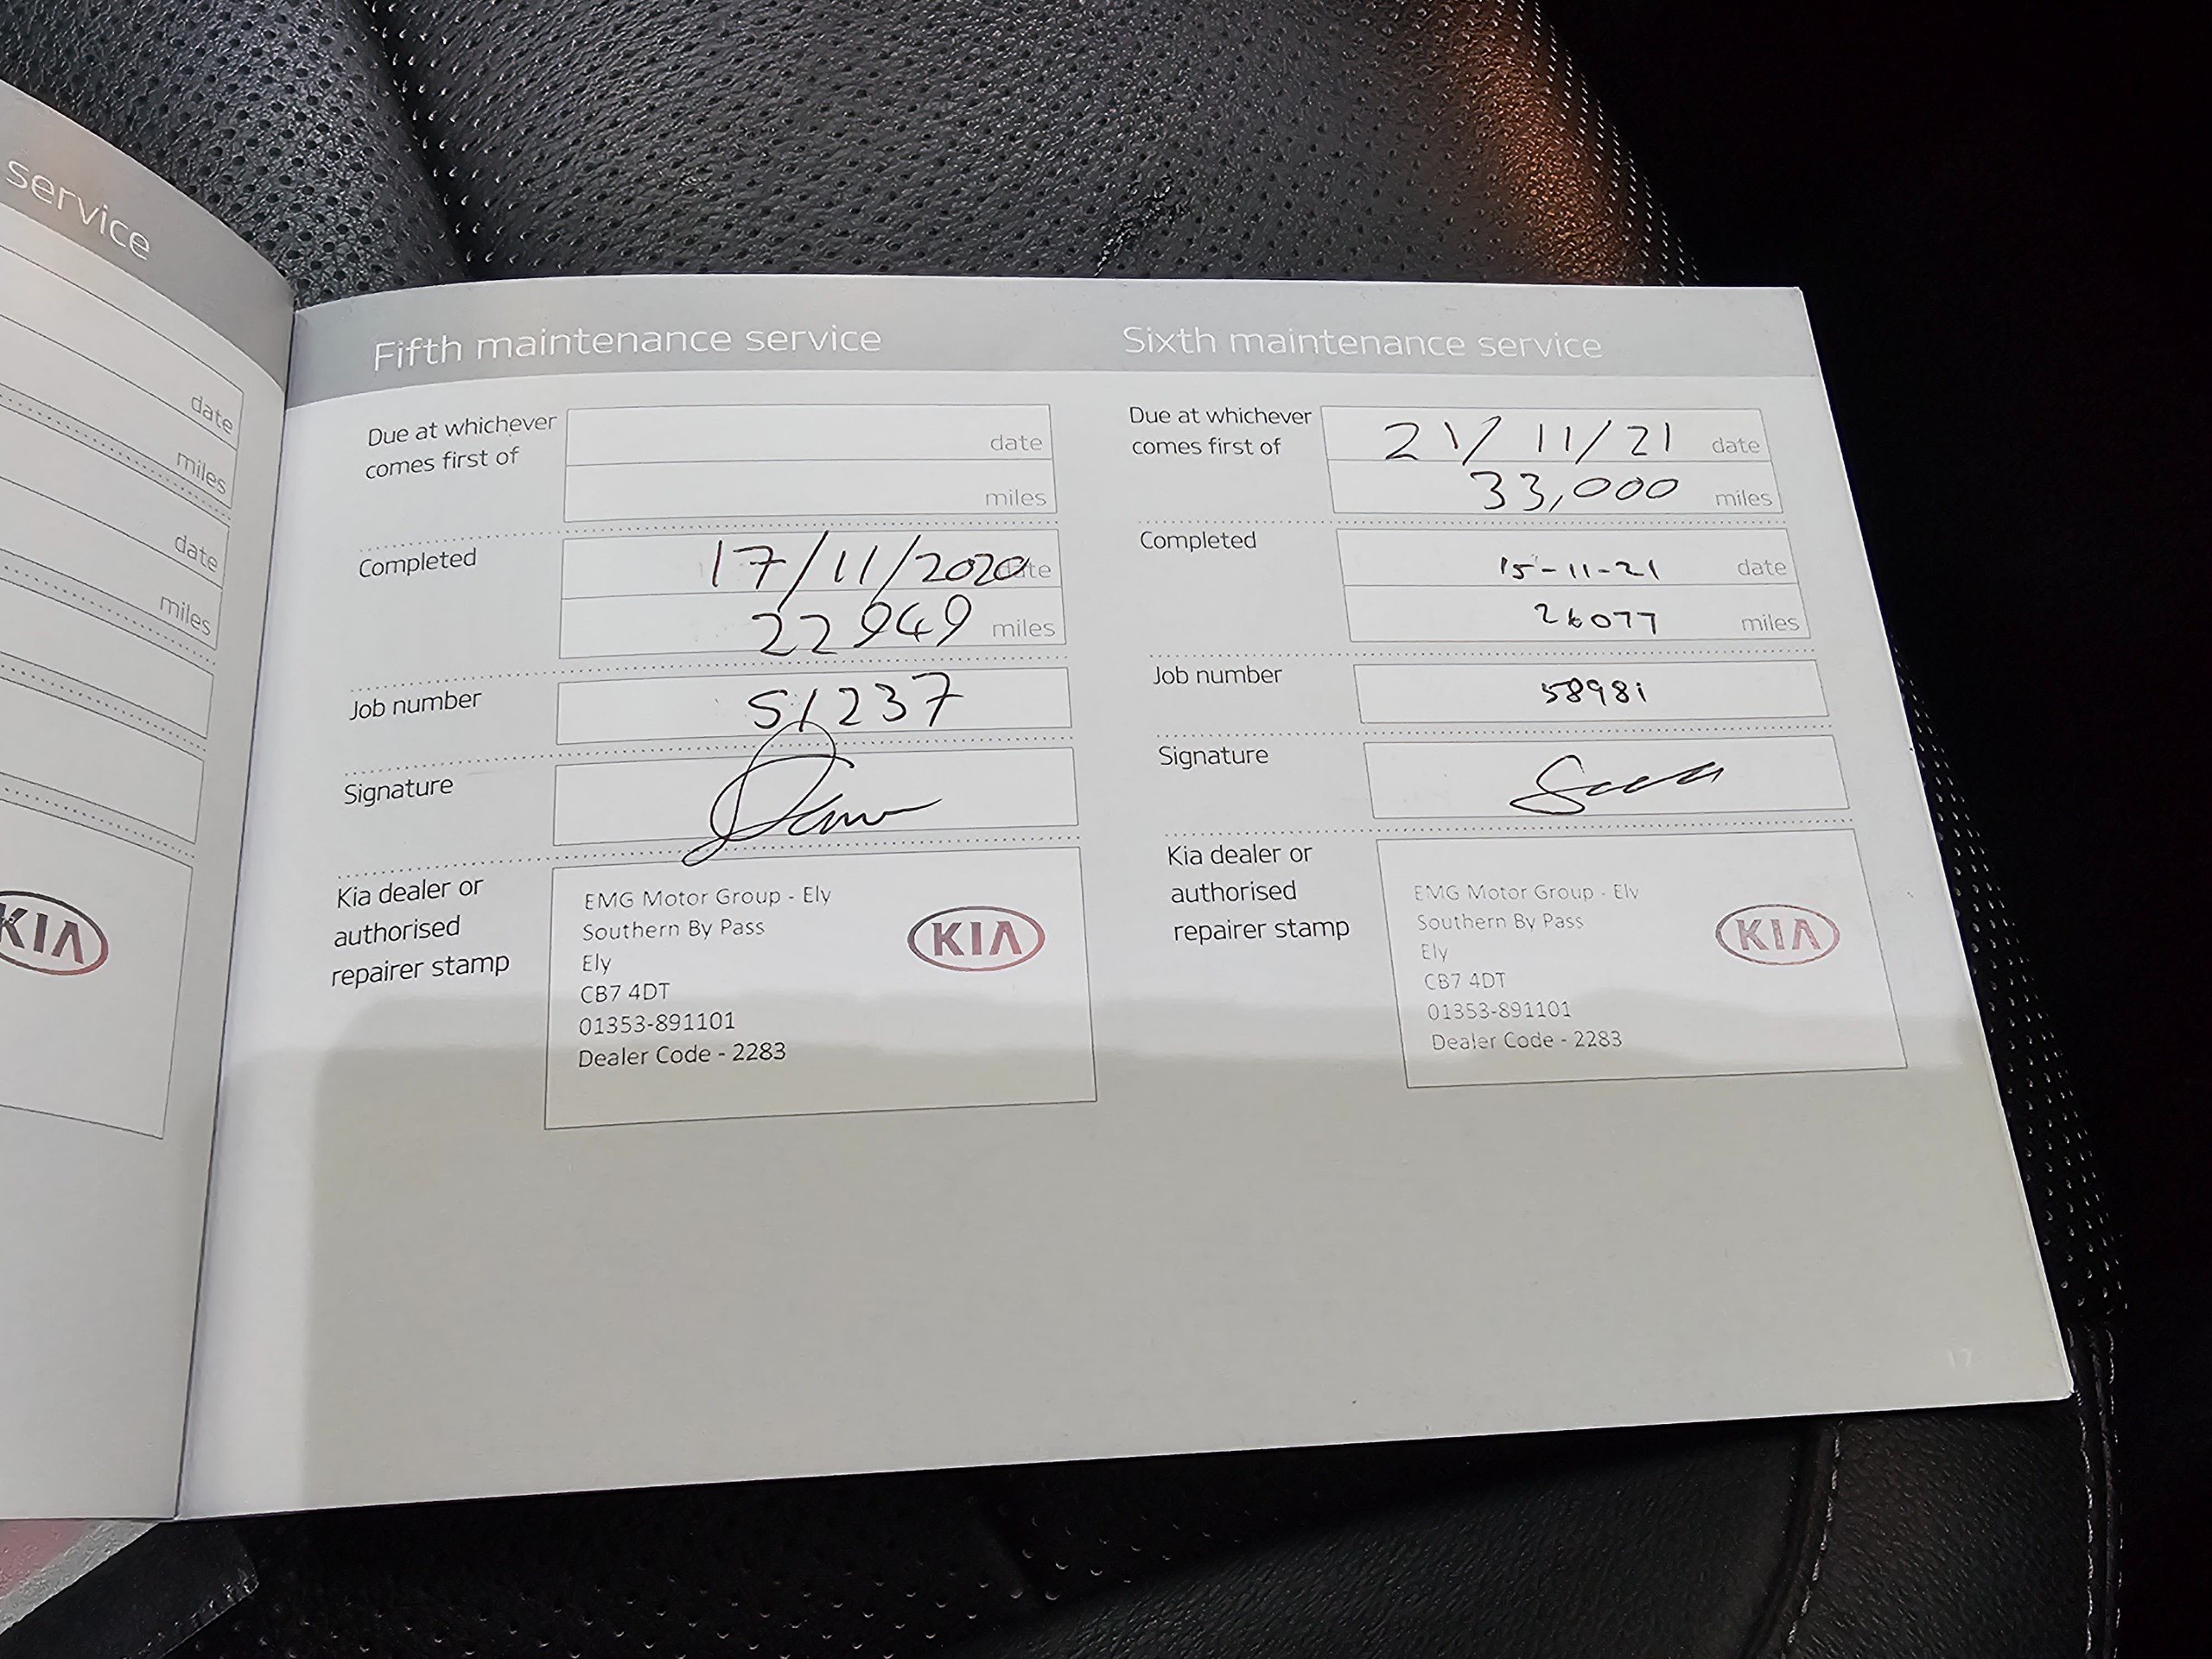 service
date
miles
date
miles
KIA
Fifth maintenance service
Due at whichever
comes first of
date
miles
Completed
17/11/2020 date
22949 miles
Job number
51237
Signature
Kia dealer or
authorised
repairer stamp
EMG Motor Group - Ely
Southern By Pass
Ely
CB7 4DT
01353-891101
Dealer Code - 2283
KIA
Sixth maintenance service
Due at whichever
comes first of
21/11/21 date
33,000 miles
Completed
15-11-21 date
26077 miles
Job number
58981
Signature
Kia dealer or
authorised
repairer stamp
EMG Motor Group - Ely
Southern By Pass
Ely
CB7 4DT
01353-891101
Dealer Code - 2283
KIA
17